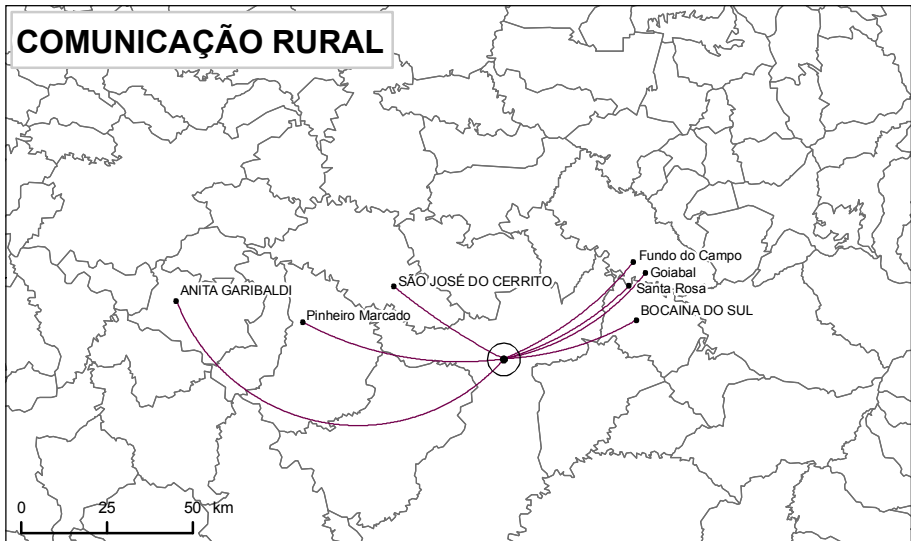 COMUNICAÇÃO RURAL
Fundo do Campo
Goiabal
SÃO JOSÉ DO CERRITO
Santa Rosa
ANITA GARIBALDI
BOCAINA DO SUL
Pinheiro Marcado
0 25 50 km